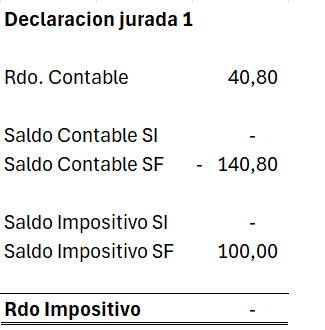 Declaracion jurada 1
Rdo. Contable 40,80
Saldo Contable SI -
Saldo Contable SF - 140,80
Saldo Impositivo SI -
Saldo Impositivo SF 100,00
Rdo Impositivo -